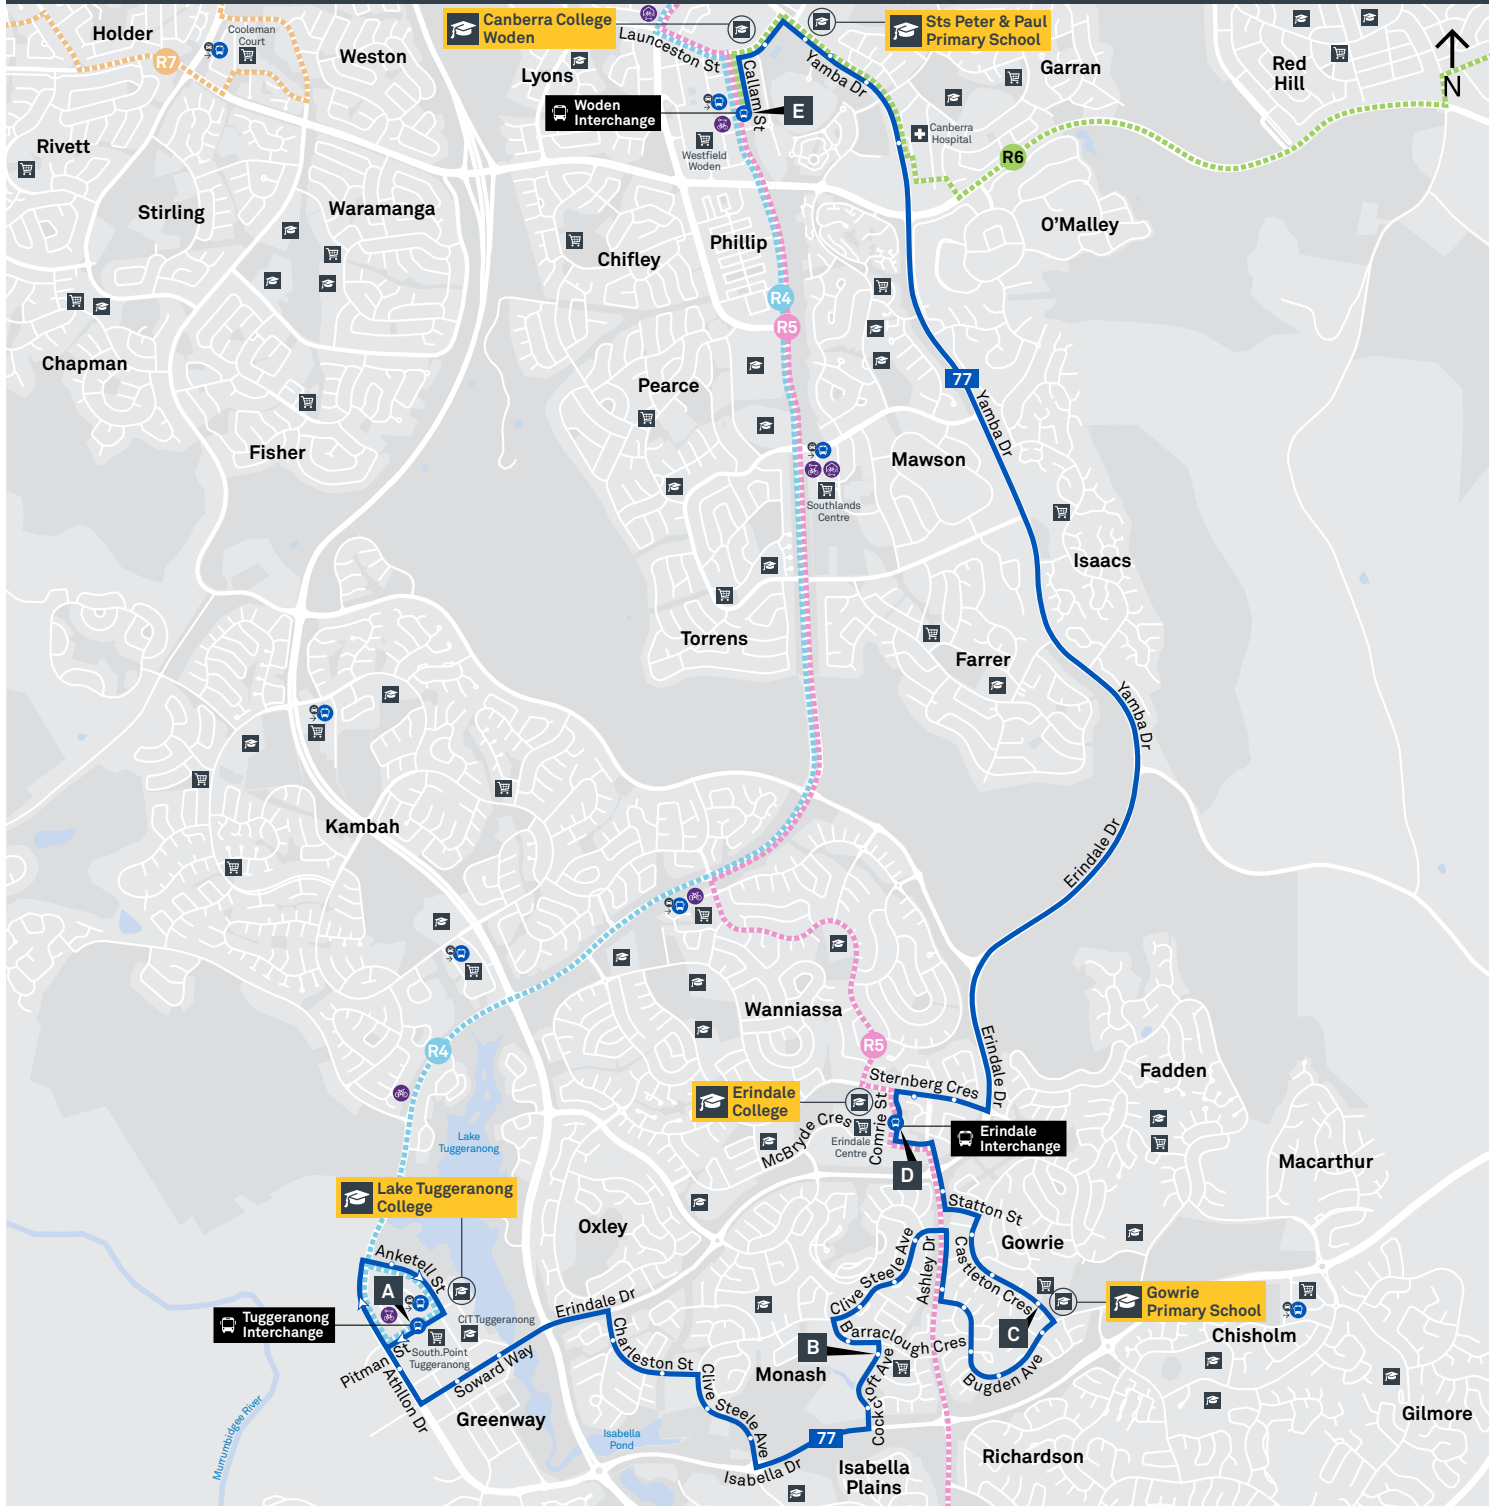 Holder
Cooleman
Court
R7
Weston
Canberra College
Woden
Launceston St
Lyons
Woden
Interchange
Westfield
Woden
Callam St
E
Yamba Dr
Sts Peter & Paul
Primary School
Garran
Canberra
Hospital
R6
Red
Hill
N
Rivett
Stirling
Waramanga
Chifley
Phillip
O'Malley
R4
R5
Chapman
Pearce
77
Yamba Dr
Fisher
Mawson
Southlands
Centre
Isaacs
Torrens
Farrer
Yamba Dr
Kambah
Erindale Dr
Wanniassa
R4
R5
Erindale Dr
Sternberg Cres
Fadden
Erindale
College
McBryde Cres
Comrie St
Erindale
Centre
Erindale
Interchange
D
Macarthur
Lake
Tuggeranong
Lake Tuggeranong
College
Oxley
Statton St
Gowrie
Anketell St
A
Clive Steele Ave
Ashley Dr
Castleton Cres
Gowrie
Primary School
Tuggeranong
Interchange
CIT Tuggeranong
South.Point
Tuggeranong
Pitman St
Erindale Dr
Charleston St
Barraclough Cres
C
Chisholm
Soward Way
Athllon Dr
Clive Steele Ave
B
Monash
Cockcroft Ave
Bugden Ave
Greenway
Murrumbidgee River
Isabella
Pond
77
Isabella Dr
Isabella
Plains
Richardson
Gilmore